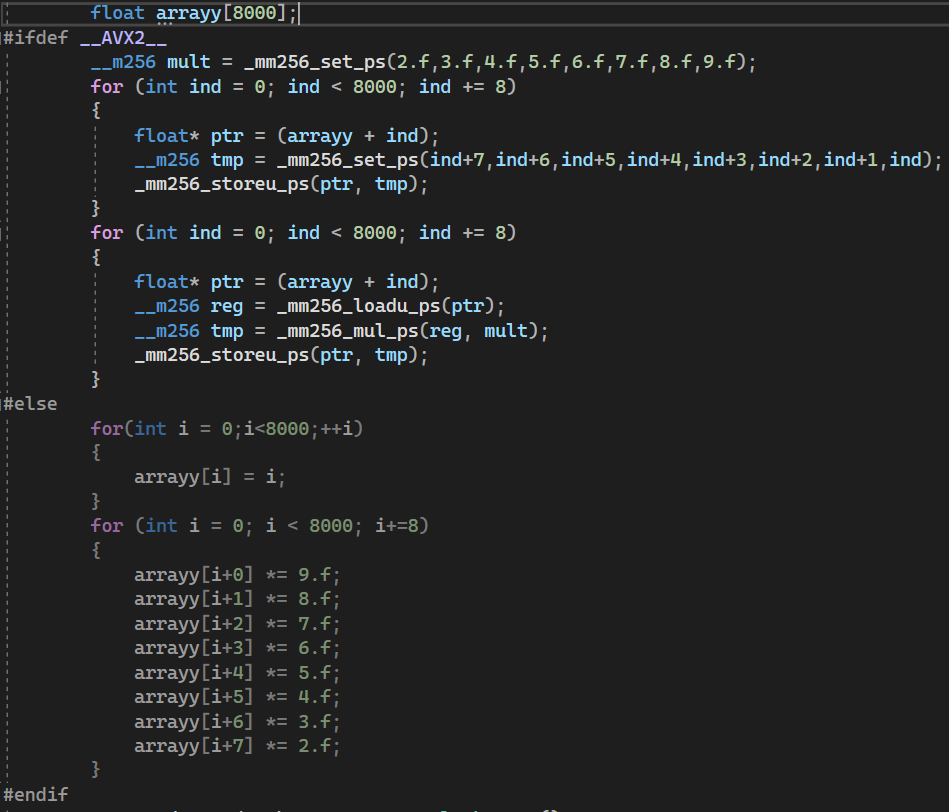 float arrayy[8000];
#ifdef __AVX2__
__m256 mult = _mm256_set_ps(2.f,3.f,4.f,5.f,6.f,7.f,8.f,9.f);
for (int ind = 0; ind < 8000; ind += 8)
{
float* ptr = (arrayy + ind);
__m256 tmp = _mm256_set_ps(ind+7,ind+6,ind+5,ind+4,ind+3,ind+2,ind+1,ind);
_mm256_storeu_ps(ptr, tmp);
}
for (int ind = 0; ind < 8000; ind += 8)
{
float* ptr = (arrayy + ind);
__m256 reg = _mm256_loadu_ps(ptr);
__m256 tmp = _mm256_mul_ps(reg, mult);
_mm256_storeu_ps(ptr, tmp);
}
#else
for(int i = 0;i<8000;++i)
{
arrayy[i] = i;
}
for (int i = 0; i < 8000; i+=8)
{
arrayy[i+0] *= 9.f;
arrayy[i+1] *= 8.f;
arrayy[i+2] *= 7.f;
arrayy[i+3] *= 6.f;
arrayy[i+4] *= 5.f;
arrayy[i+5] *= 4.f;
arrayy[i+6] *= 3.f;
arrayy[i+7] *= 2.f;
}
#endif